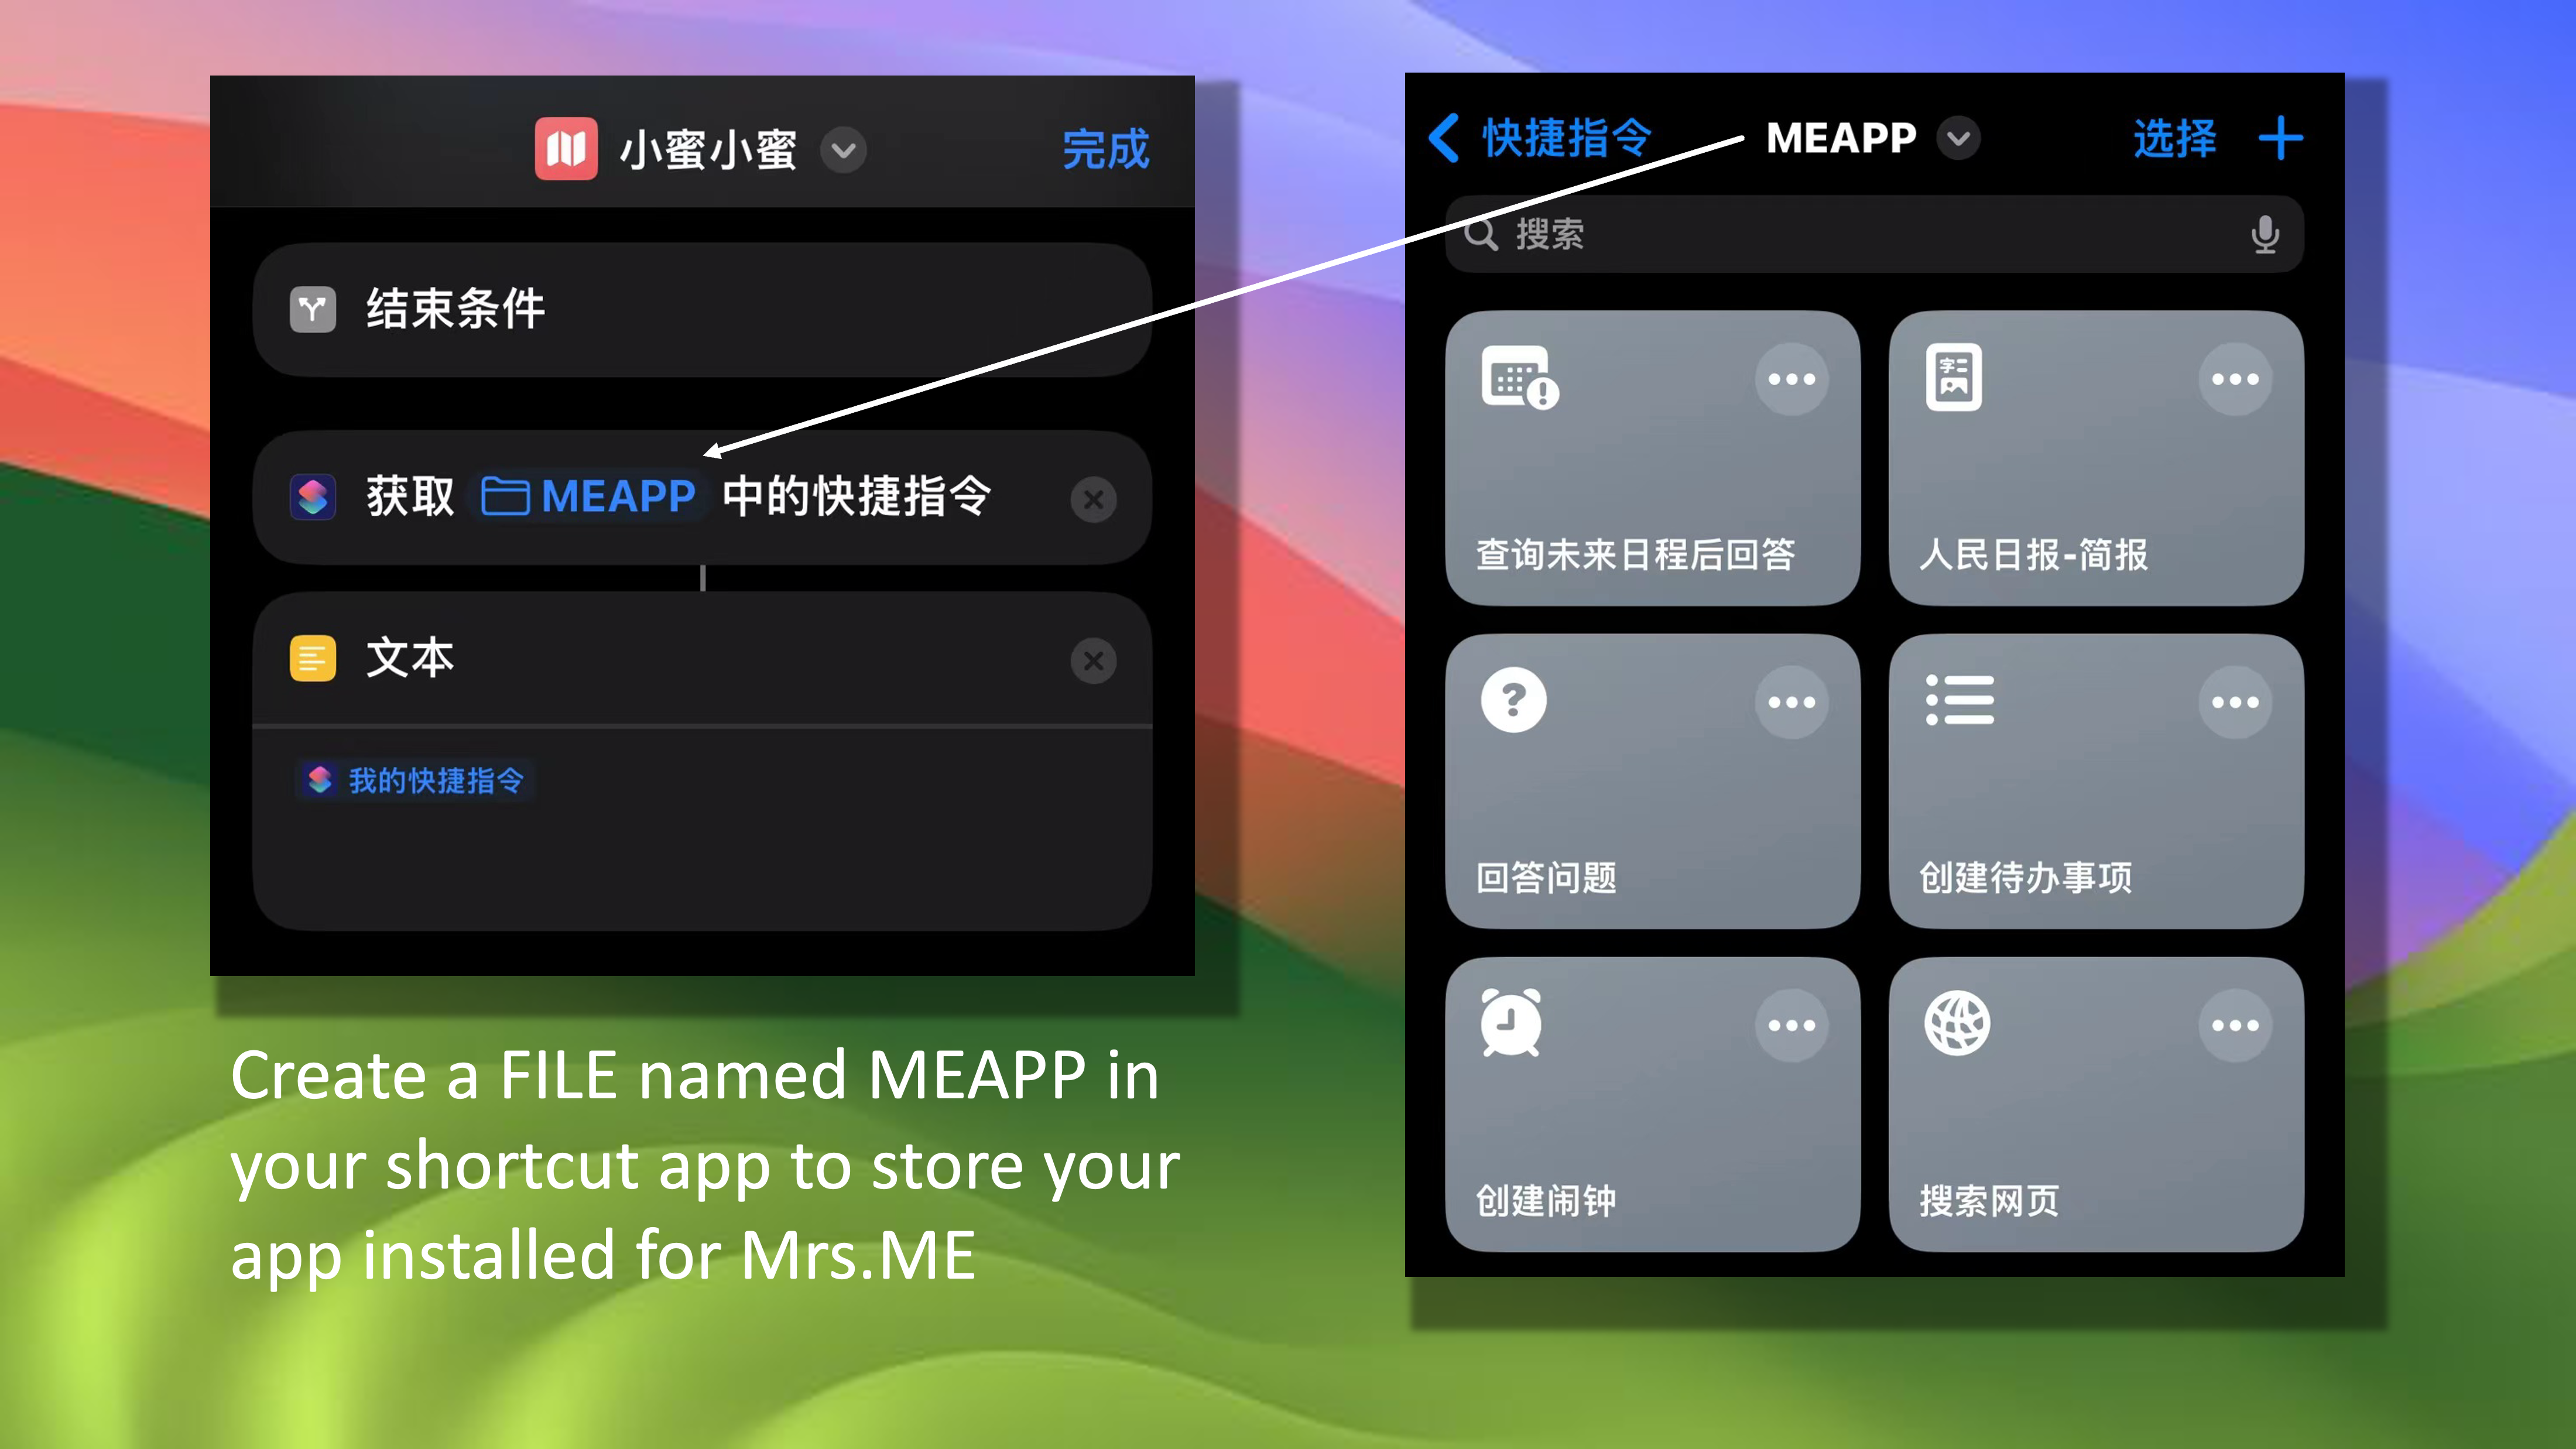 小蜜小蜜
完成
结束条件
获取 MEAPP 中的快捷指令
文本
我的快捷指令
Create a FILE named MEAPP in
your shortcut app to store your
app installed for Mrs.ME
快捷指令
MEAPP
选择
搜索
查询未来日程后回答
人民日报-简报
回答问题
创建待办事项
创建闹钟
搜索网页